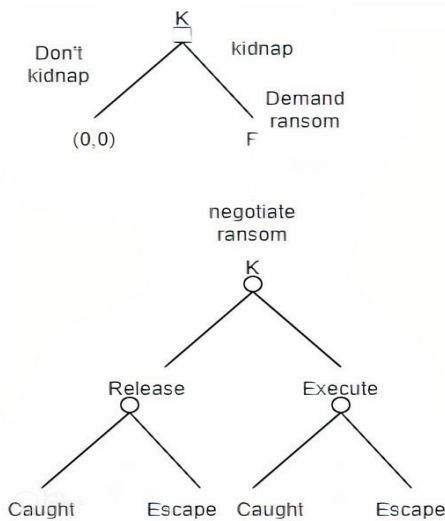 K
Don't
kidnap
kidnap
Demand
ransom
(0,0)
F
negotiate
ransom
K
Release
Execute
Caught
Escape
Caught
Escape